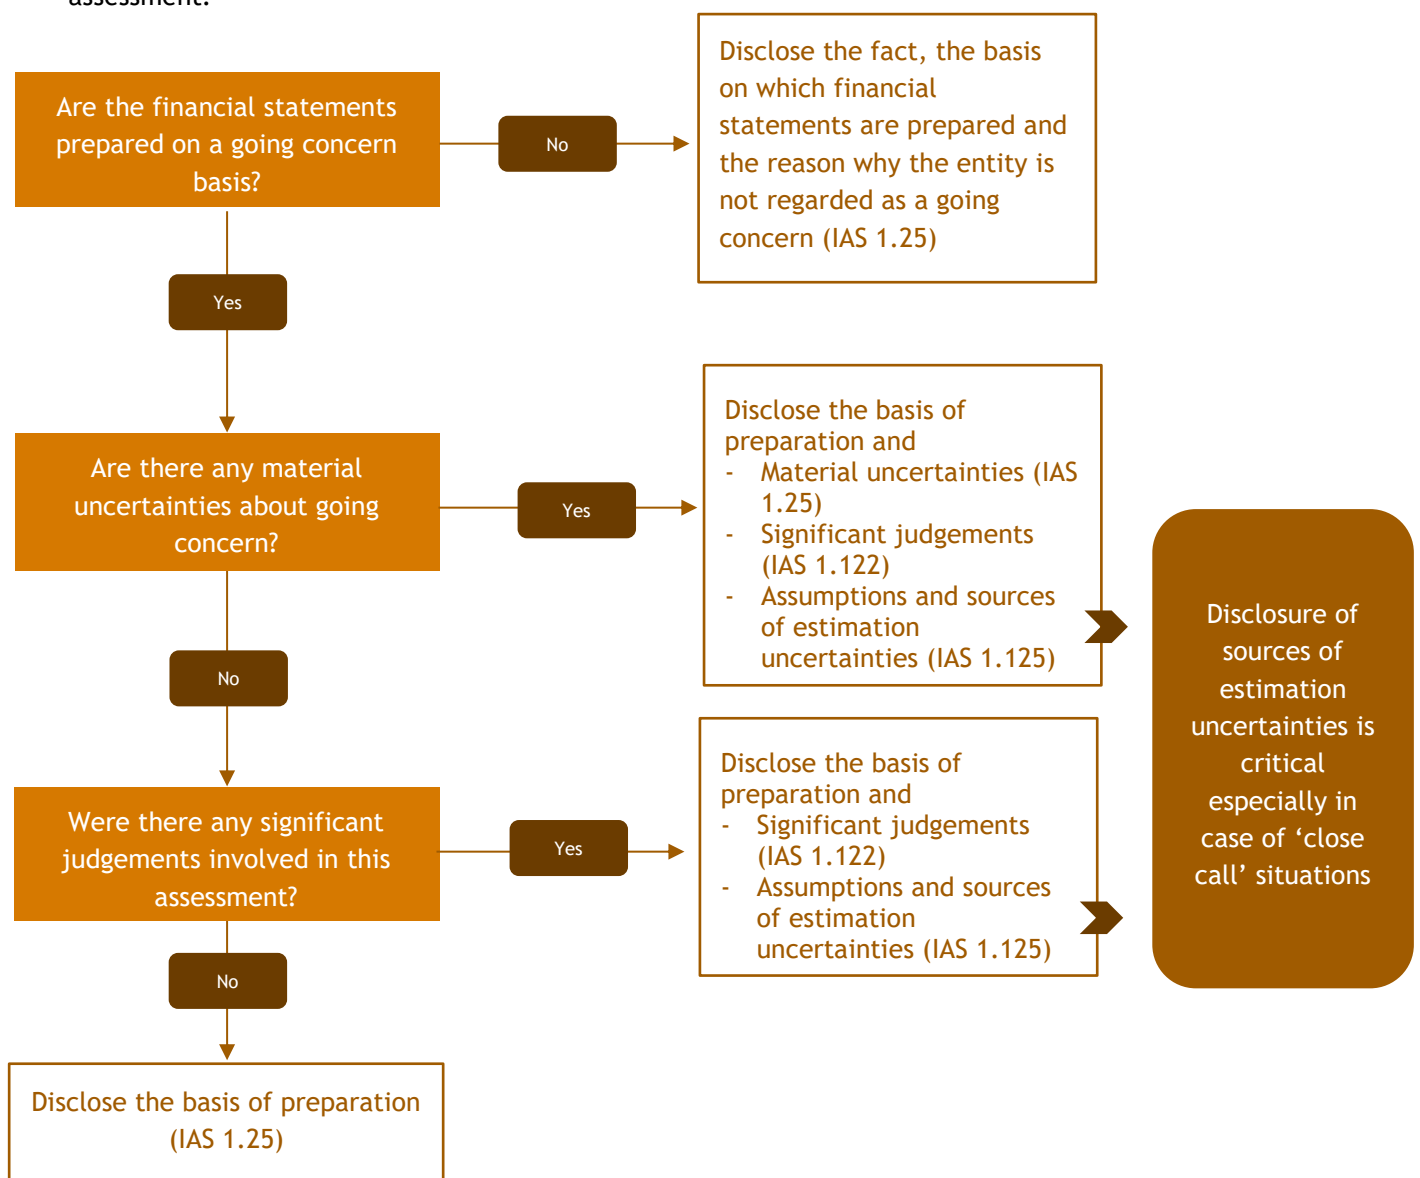 assessment.
Are the financial statements
prepared on a going concern
basis?
No
Disclose the fact, the basis
on which financial
statements are prepared and
the reason why the entity is
not regarded as a going
concern (IAS 1.25)
Yes
Are there any material
uncertainties about going
concern?
Yes
Disclose the basis of
preparation and
- Material uncertainties (IAS
1.25)
- Significant judgements
(IAS 1.122)
- Assumptions and sources
of estimation
uncertainties (IAS 1.125)
Disclosure of
sources of
estimation
uncertainties is
critical
especially in
case of ‘close
call’ situations
No
Were there any significant
judgements involved in this
assessment?
Yes
Disclose the basis of
preparation and
- Significant judgements
(IAS 1.122)
- Assumptions and sources
of estimation
uncertainties (IAS 1.125)
No
Disclose the basis of preparation
(IAS 1.25)